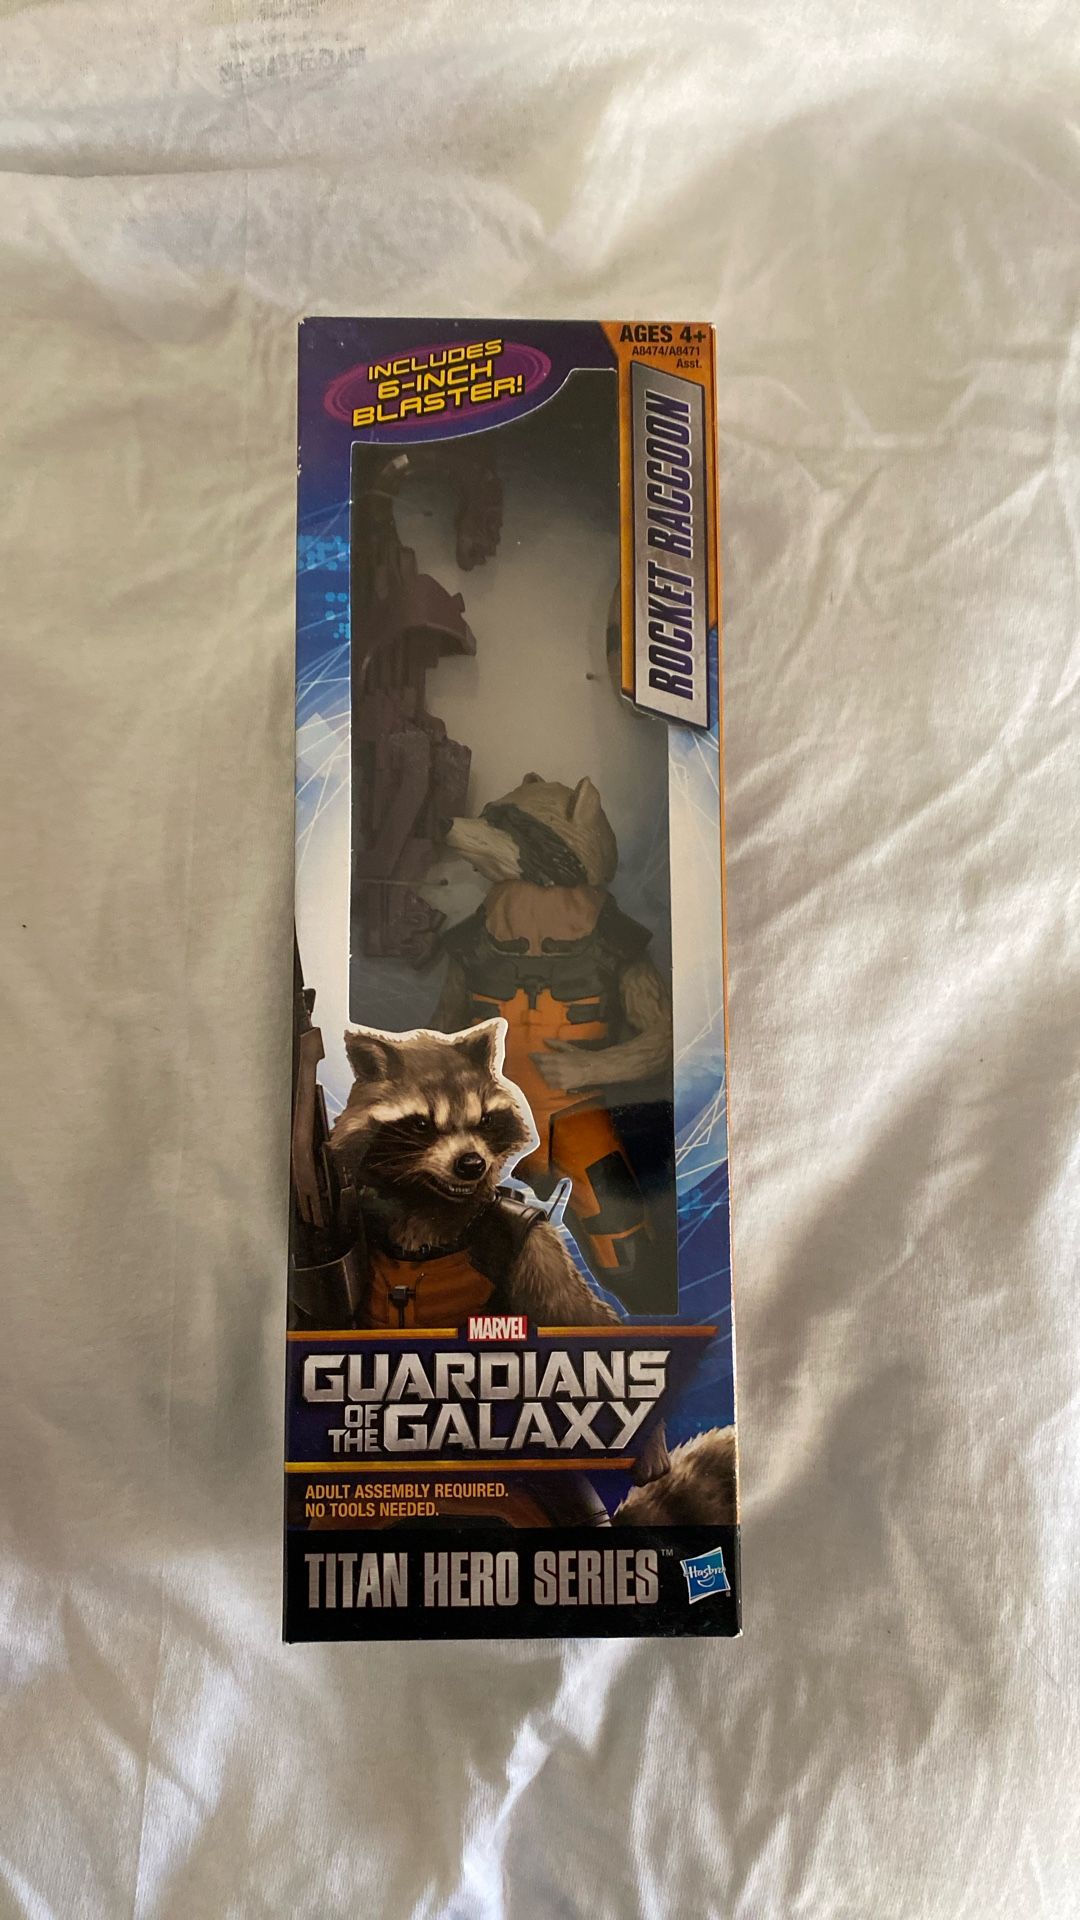 INCLUDES
6-INCH
BLASTER!
AGES 4+
A8474/A8471
Asst.
ROCKET RACCOON
MARVEL
GUARDIANS
OF
THE GALAXY
ADULT ASSEMBLY REQUIRED.
NO TOOLS NEEDED.
TITAN HERO SERIES™
Hasbro